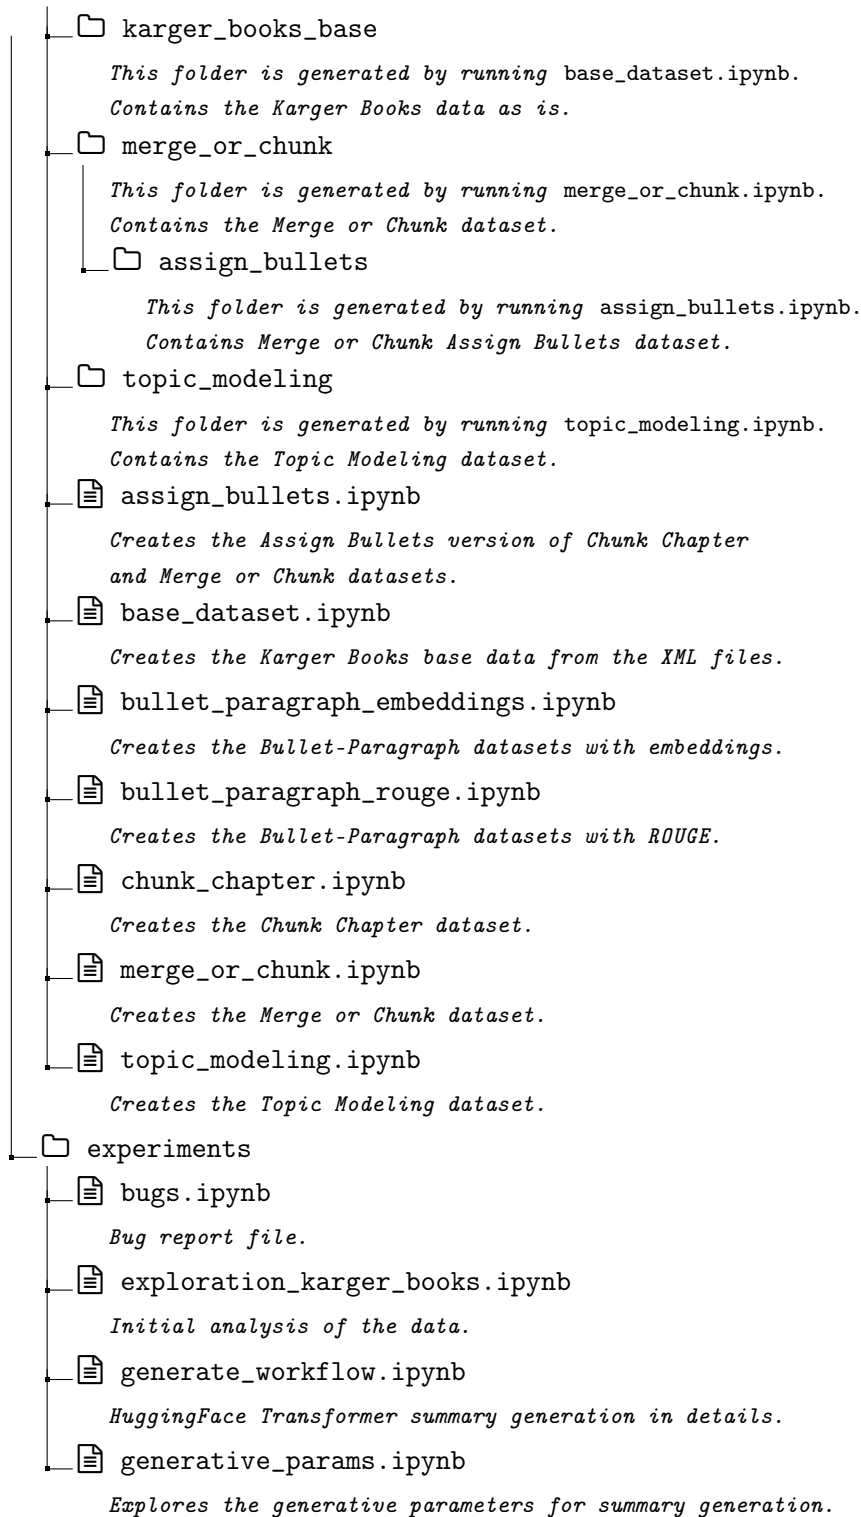 karger_books_base
This folder is generated by running base_dataset.ipynb.
Contains the Karger Books data as is.
merge_or_chunk
This folder is generated by running merge_or_chunk.ipynb.
Contains the Merge or Chunk dataset.
assign_bullets
This folder is generated by running assign_bullets.ipynb.
Contains Merge or Chunk Assign Bullets dataset.
topic_modeling
This folder is generated by running topic_modeling.ipynb.
Contains the Topic Modeling dataset.
assign_bullets.ipynb
Creates the Assign Bullets version of Chunk Chapter
and Merge or Chunk datasets.
base_dataset.ipynb
Creates the Karger Books base data from the XML files.
bullet_paragraph_embeddings.ipynb
Creates the Bullet-Paragraph datasets with embeddings.
bullet_paragraph_rouge.ipynb
Creates the Bullet-Paragraph datasets with ROUGE.
chunk_chapter.ipynb
Creates the Chunk Chapter dataset.
merge_or_chunk.ipynb
Creates the Merge or Chunk dataset.
topic_modeling.ipynb
Creates the Topic Modeling dataset.
experiments
bugs.ipynb
Bug report file.
exploration_karger_books.ipynb
Initial analysis of the data.
generate_workflow.ipynb
HuggingFace Transformer summary generation in details.
generative_params.ipynb
Explores the generative parameters for summary generation.